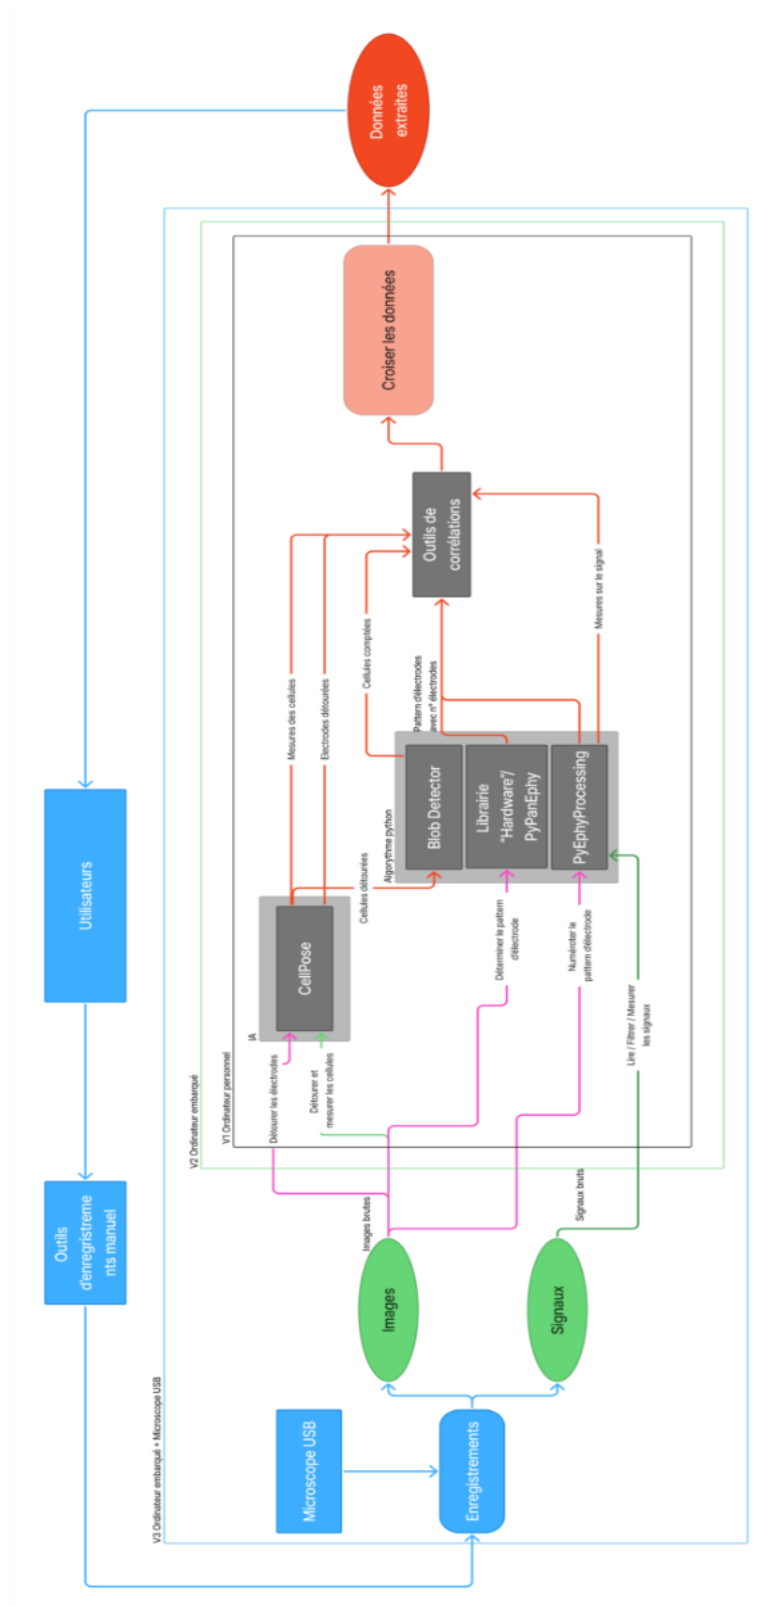 Outils
d'enregristreme
nts manuel
Utilisateurs
V3 Ordinateur embarqué + Microscope USB
V2 Ordinateur embarqué
V1 Ordinateur personnel
IA
Microscope USB
Détourer les électrodes
Détourer et
mesurer les cellules
CellPose
Mesures des cellules
Electrodes détourées
Cellules détourées
Cellules comptées
Images brutes
Images
Algorythme python
Blob Detector
Librairie
"Hardware"/
PyPanEphy
PyEphyProcessing
Pattern d'électrodes
avec n° électrodes
Outils de
corrélations
Croiser les données
Données
extraites
Enregistrements
Déterminer le pattern
d'électrode
Numéroter le
pattern d'électrode
Signaux bruts
Signaux
Lire / Filtrer / Mesurer
les signaux
Mesures sur le signal